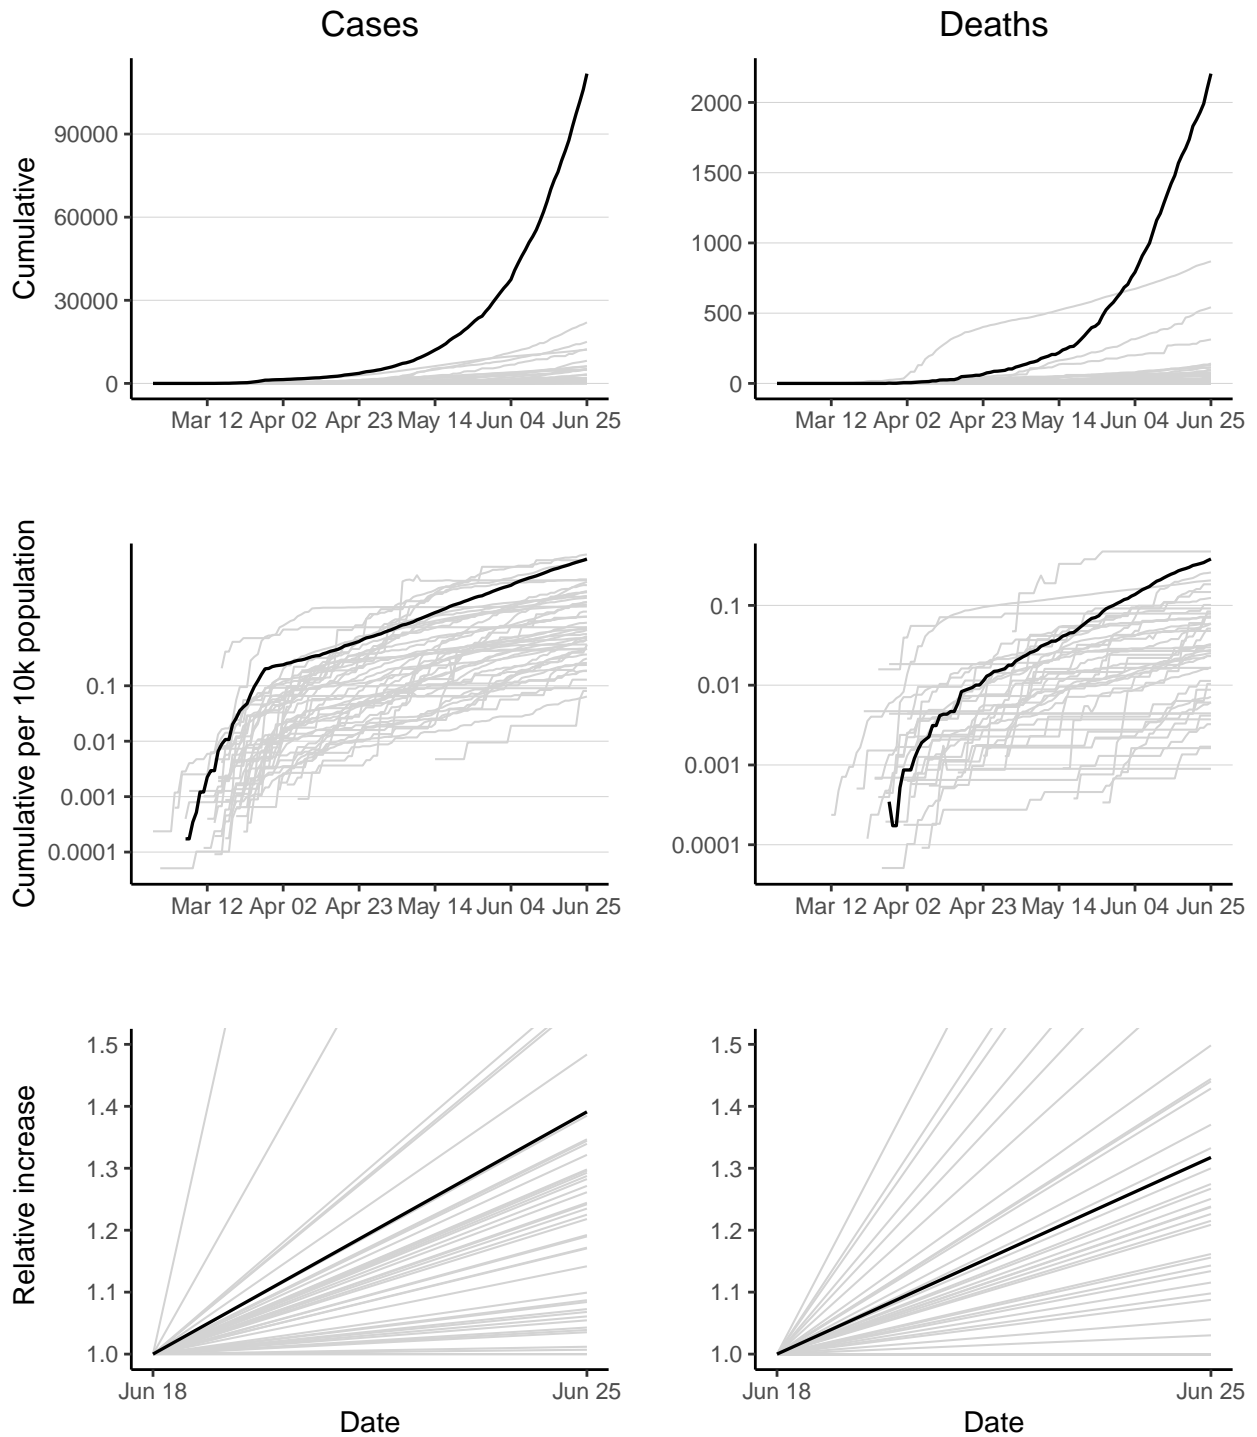 Cases
Deaths
Cumulative
90000
60000
30000
0
Mar 12 Apr 02 Apr 23 May 14 Jun 04 Jun 25
2000
1500
1000
500
0
Mar 12 Apr 02 Apr 23 May 14 Jun 04 Jun 25
Cumulative per 10k population
0.1
0.01
0.001
0.0001
Mar 12 Apr 02 Apr 23 May 14 Jun 04 Jun 25
0.1
0.01
0.001
0.0001
Mar 12 Apr 02 Apr 23 May 14 Jun 04 Jun 25
Relative increase
1.5
1.4
1.3
1.2
1.1
1.0
Jun 18 Jun 25
Date
1.5
1.4
1.3
1.2
1.1
1.0
Jun 18 Jun 25
Date